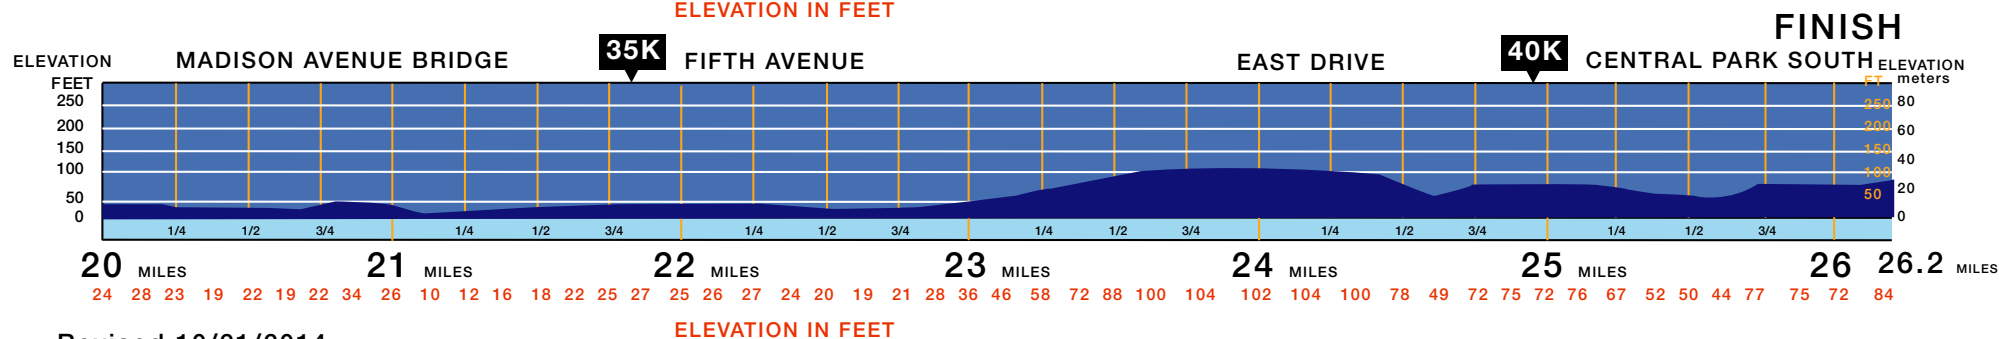 ELEVATION IN FEET
FINISH
35K
40K
ELEVATION MADISON AVENUE BRIDGE FIFTH AVENUE EAST DRIVE CENTRAL PARK SOUTH ELEVATION
FEET FT meters
250 250 80
200 200 60
150 150 40
100 100 20
50 50
0 0
1/4 1/2 3/4 1/4 1/2 3/4 1/4 1/2 3/4 1/4 1/2 3/4 1/4 1/2 3/4 1/4 1/2 3/4
20 MILES 21 MILES 22 MILES 23 MILES 24 MILES 25 MILES 26 26.2 MILES
24 28 23 19 22 19 22 34 26 10 12 16 18 22 25 27 25 26 27 24 20 19 21 28 36 46 58 72 88 100 104 102 104 100 78 49 72 75 72 76 67 52 50 44 77 75 72 84
ELEVATION IN FEET
Revised 10/21/2014